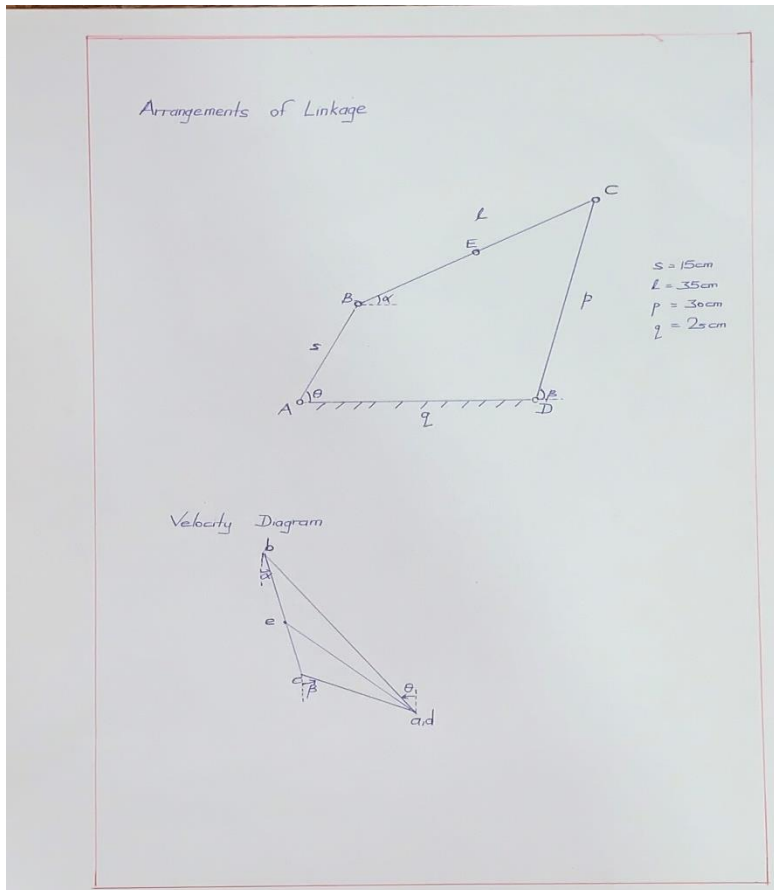 Arrangements of Linkage
C
l
E
s = 15cm
l = 35cm
p = 30cm
q = 25cm
B
α
p
s
θ
β
A
D
q
Velocity Diagram
b
α
e
c
β
θ
a,d